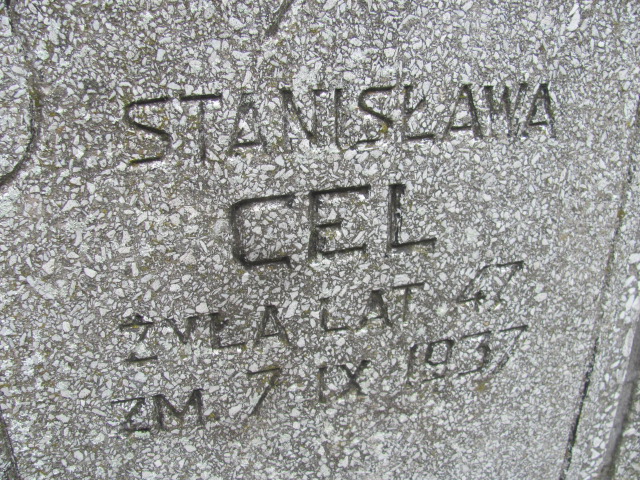 STANISŁAWA
CEL
ŻYŁA LAT 47
ZM. 7 IX 1937